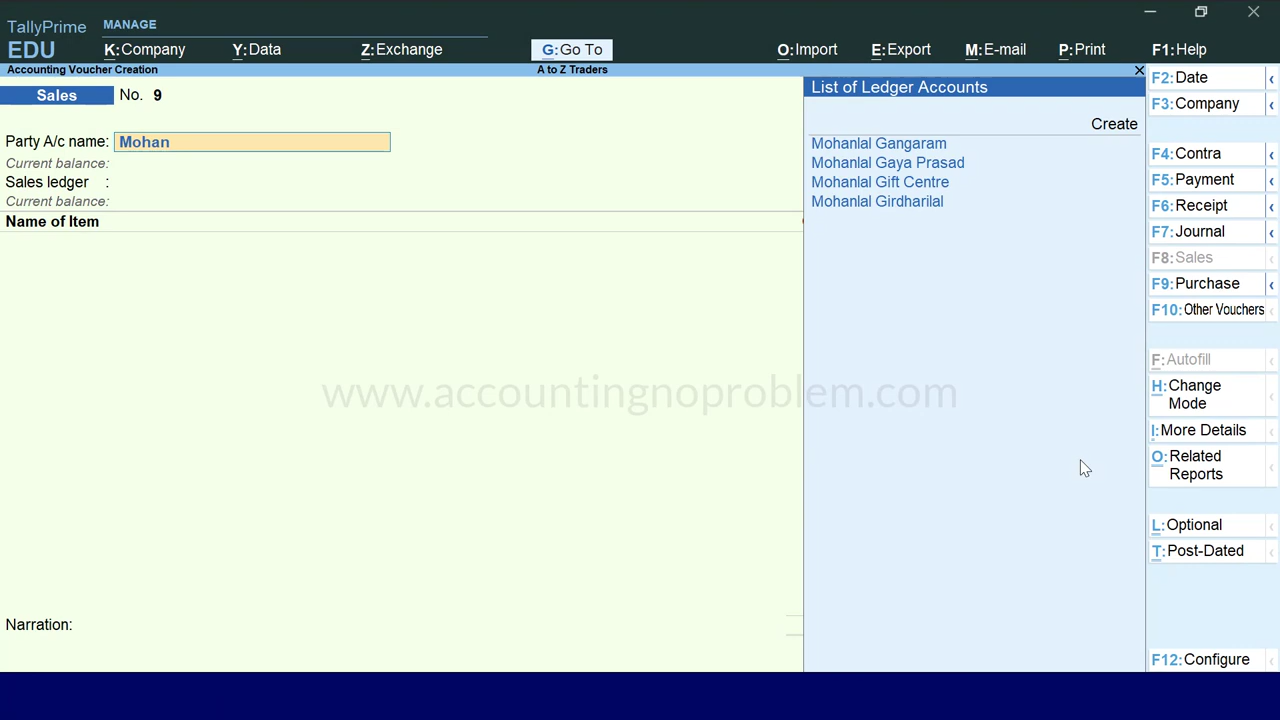 TallyPrime
EDU
MANAGE
K:Company
Y:Data
Z:Exchange
G:Go To
O:Import
E:Export
M:E-mail
P:Print
F1:Help
Accounting Voucher Creation
A to Z Traders
Sales
No. 9
Party A/c name: Mohan
Current balance:
Sales ledger :
Current balance:
Name of Item
Narration:
List of Ledger Accounts
Create
Mohanlal Gangaram
Mohanlal Gaya Prasad
Mohanlal Gift Centre
Mohanlal Girdharilal
www.accountingnoproblem.com
F2:Date
F3:Company
F4:Contra
F5:Payment
F6:Receipt
F7:Journal
F8:Sales
F9:Purchase
F10:Other Vouchers
F:Autofill
H:Change
Mode
I:More Details
O:Related
Reports
L:Optional
T:Post-Dated
F12:Configure